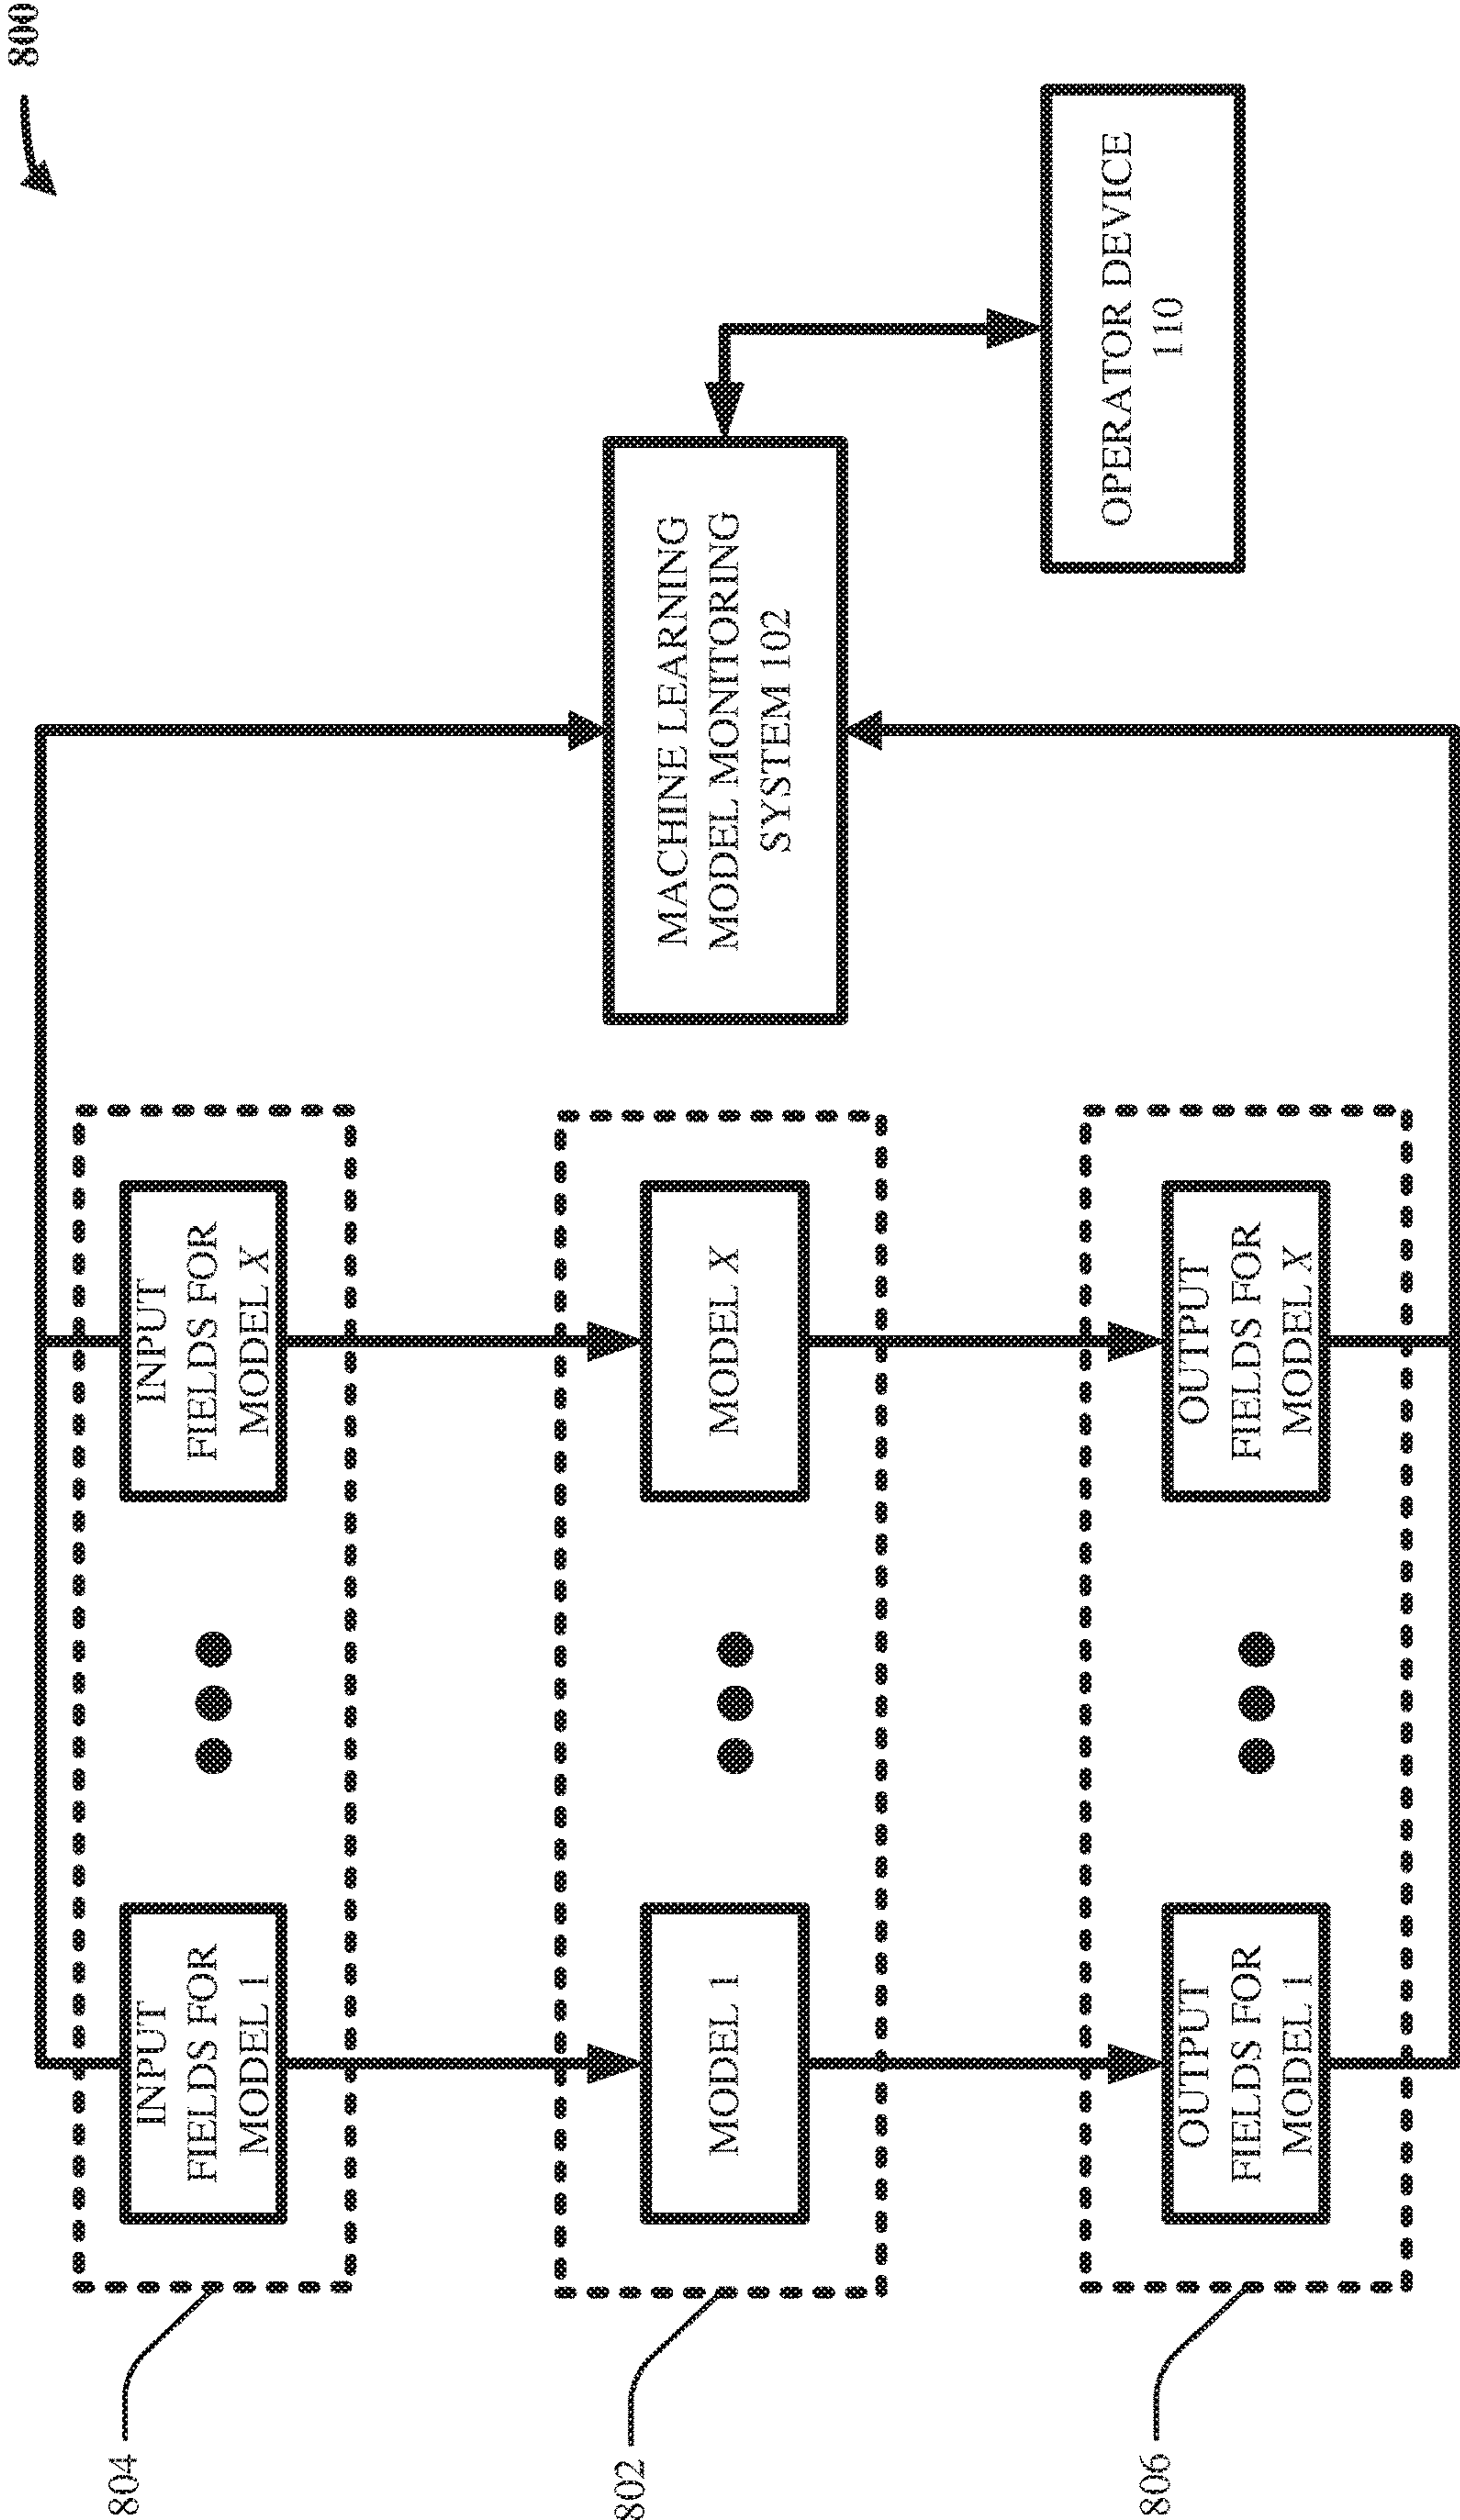 800
804
INPUT
FIELDS FOR
MODEL 1
INPUT
FIELDS FOR
MODEL X
802
MODEL 1
MODEL X
MACHINE LEARNING
MODEL MONITORING
SYSTEM 102
806
OUTPUT
FIELDS FOR
MODEL 1
OUTPUT
FIELDS FOR
MODEL X
OPERATOR DEVICE
110